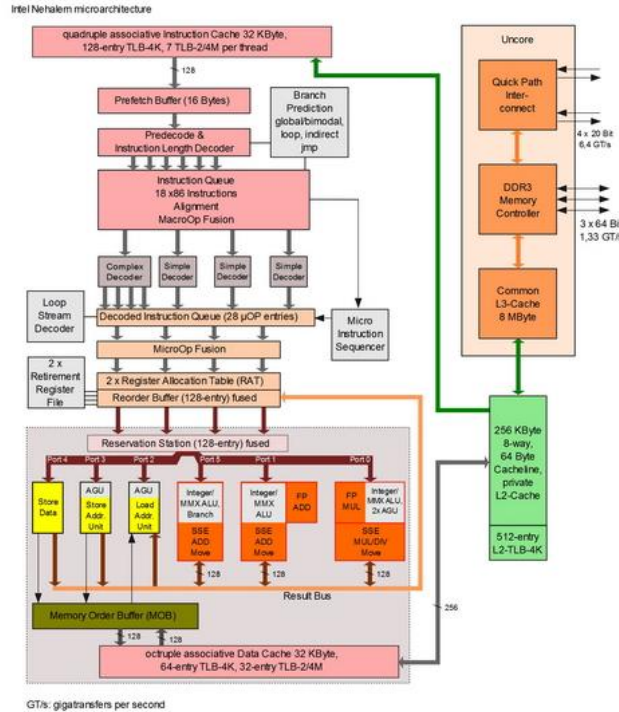 Intel Nehalem microarchitecture
quadruple associative Instruction Cache 32 KByte,
128-entry TLB-4K, 7 TLB-2/4M per thread
128
Prefetch Buffer (16 Bytes)
Predecode &
Instruction Length Decoder
Branch
Prediction
global/bimodal,
loop, indirect
jmp
Instruction Queue
18 x86 Instructions
Alignment
MacroOp Fusion
Complex
Decoder
Simple
Decoder
Simple
Decoder
Simple
Decoder
Loop
Stream
Decoder
Decoded Instruction Queue (28 µOP entries)
Micro
Instruction
Sequencer
MicroOp Fusion
2 x
Retirement
Register
File
2 x Register Allocation Table (RAT)
Reorder Buffer (128-entry) fused
Reservation Station (128-entry) fused
Port 4
Port 3
Port 2
Port 5
Port 1
Port 0
Store
Data
AGU
Store
Addr.
Unit
AGU
Load
Addr.
Unit
Integer/
MMX ALU,
Branch
SSE
ADD
Move
Integer/
MMX
ALU
FP
ADD
SSE
ADD
Move
FP
MUL
Integer/
MMX ALU,
2x AGU
SSE
MUL/DIV
Move
128
128
128
Result Bus
Memory Order Buffer (MOB)
128
128
octruple associative Data Cache 32 KByte,
64-entry TLB-4K, 32-entry TLB-2/4M
256
Uncore
Quick Path
Inter-
connect
4 x 20 Bit
6,4 GT/s
DDR3
Memory
Controller
3 x 64 Bi
1,33 GT/
Common
L3-Cache
8 MByte
256 KByte
8-way,
64 Byte
Cacheline,
private
L2-Cache
512-entry
L2-TLB-4K
GT/s: gigatransfers per second